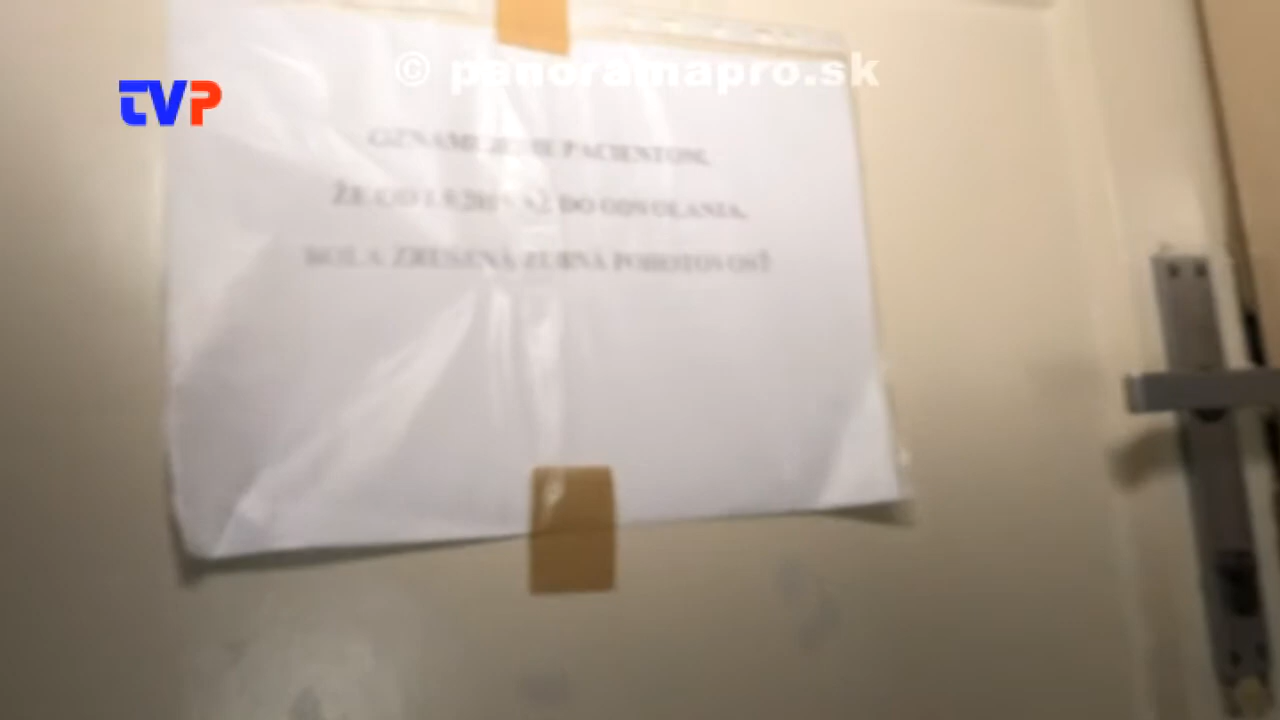 © panoramapro.sk
TVP
OZNAMUJEME PACIENTOM,
ŽE OD AŽ DO ODVOLANIA,
BOLA ZRUŠENÁ ZUBNÁ POHOTOVOSŤ